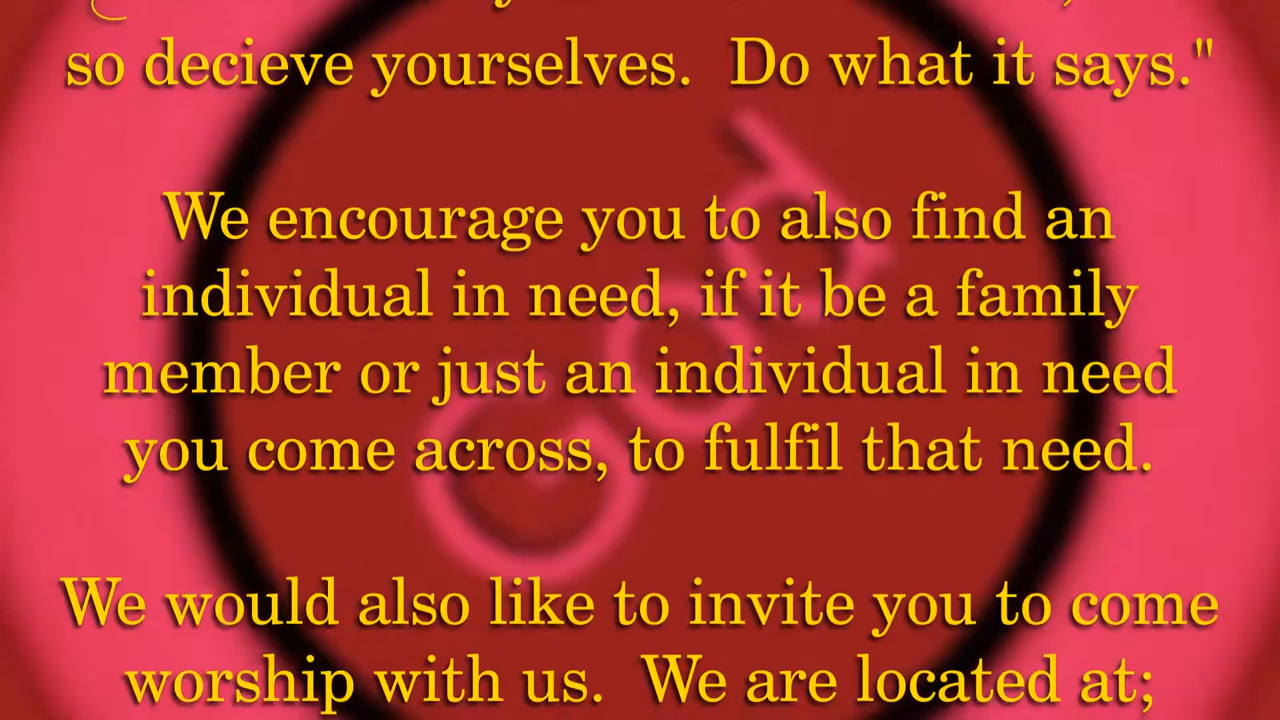 so decieve yourselves.  Do what it says."
We encourage you to also find an
individual in need, if it be a family
member or just an individual in need
you come across, to fulfil that need.
We would also like to invite you to come
worship with us.  We are located at;
God